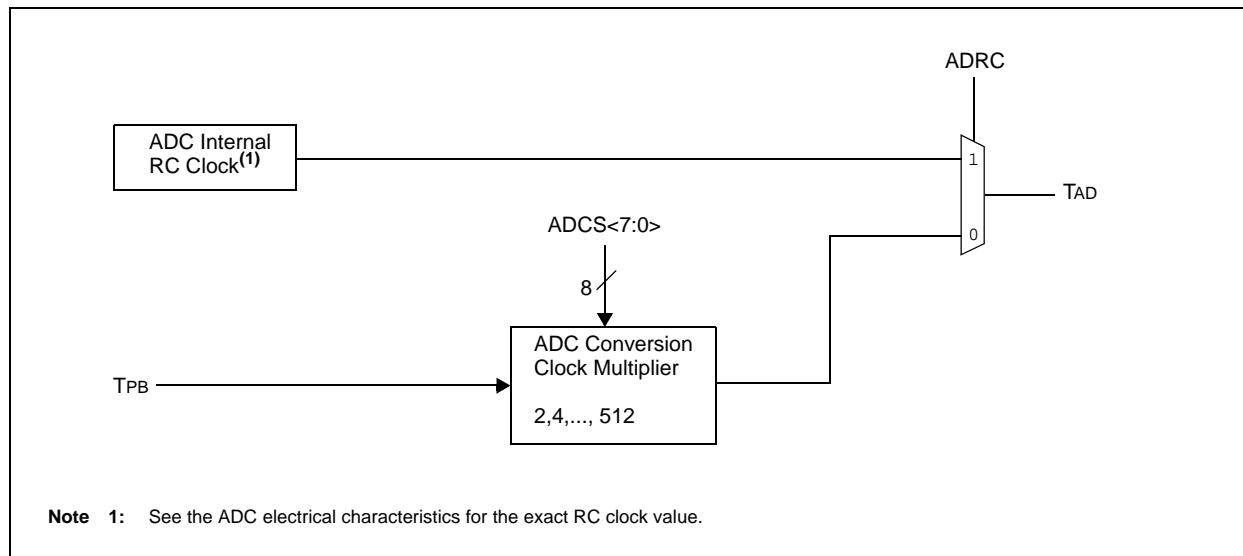 ADRC
ADC Internal
RC Clock(1)
1
TAD
ADCS<7:0>
0
8
ADC Conversion
Clock Multiplier
TPB
2,4,..., 512
Note 1: See the ADC electrical characteristics for the exact RC clock value.